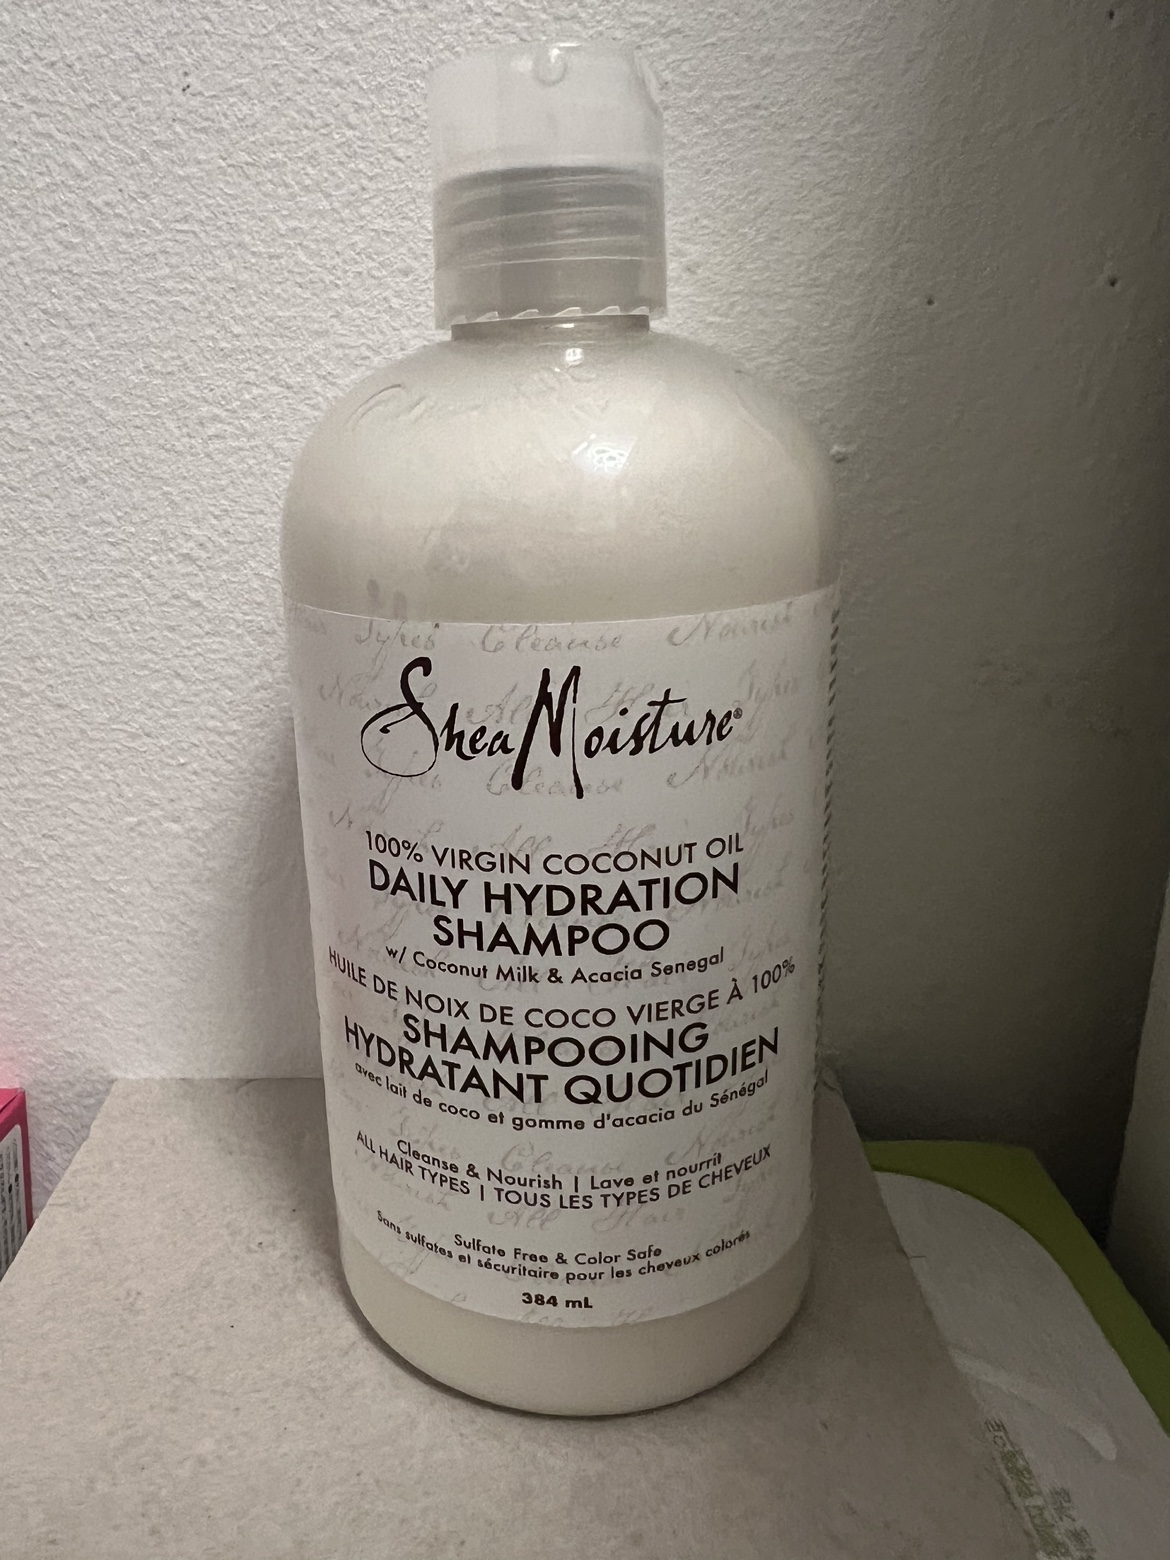 Sykes Cleanse Nourish
SheaMoisture®
100% VIRGIN COCONUT OIL
DAILY HYDRATION
SHAMPOO
w/ Coconut Milk & Acacia Senegal
HUILE DE NOIX DE COCO VIERGE À 100%
SHAMPOOING
HYDRATANT QUOTIDIEN
avec lait de coco et gomme d'acacia du Sénégal
Cleanse & Nourish | Lave et nourrit
ALL HAIR TYPES | TOUS LES TYPES DE CHEVEUX
Sulfate Free & Color Safe
Sans sulfates et sécuritaire pour les cheveux colorés
384 mL